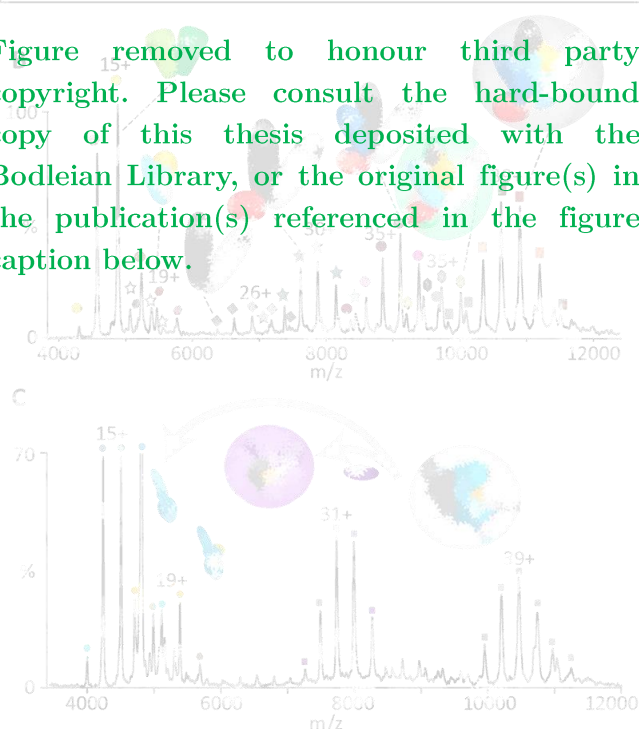 Figure removed to honour third party
copyright. Please consult the hard-bound
copy of this thesis deposited with the
Bodleian Library, or the original figure(s) in
the publication(s) referenced in the figure
caption below.
15+
100
%
19+
26+
35+
33+
0
4000 6000 8000 10000 12000
m/z
C
15+
70
31+
%
19+
39+
0
4000 6000 8000 10000 12000
m/z